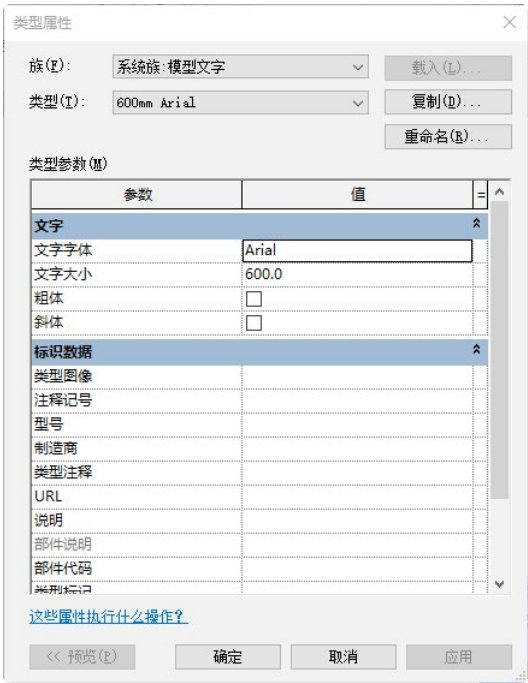 类型属性
族(F): 系统族:模型文字 载入(L)...
类型(T): 600mm Arial 复制(D)...
重命名(R)...
类型参数(M)
参数 值 =
文字
文字字体 Arial
文字大小 600.0
粗体
斜体
标识数据
类型图像
注释记号
型号
制造商
类型注释
URL
说明
部件说明
部件代码
类型标记
这些属性执行什么操作?
<< 预览(P) 确定 取消 应用